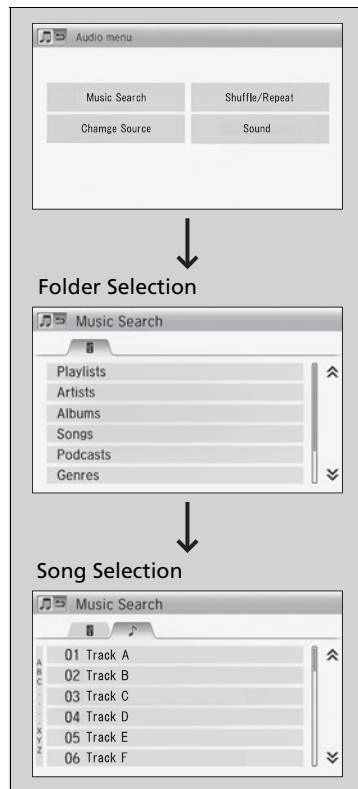 Audio menu
Music Search Shuffle/Repeat
Chamge Source Sound
Folder Selection
Music Search
Playlists
Artists
Albums
Songs
Podcasts
Genres
Song Selection
Music Search
A
B
C
01 Track A
02 Track B
03 Track C
04 Track D
05 Track E
06 Track F
X
Y
Z